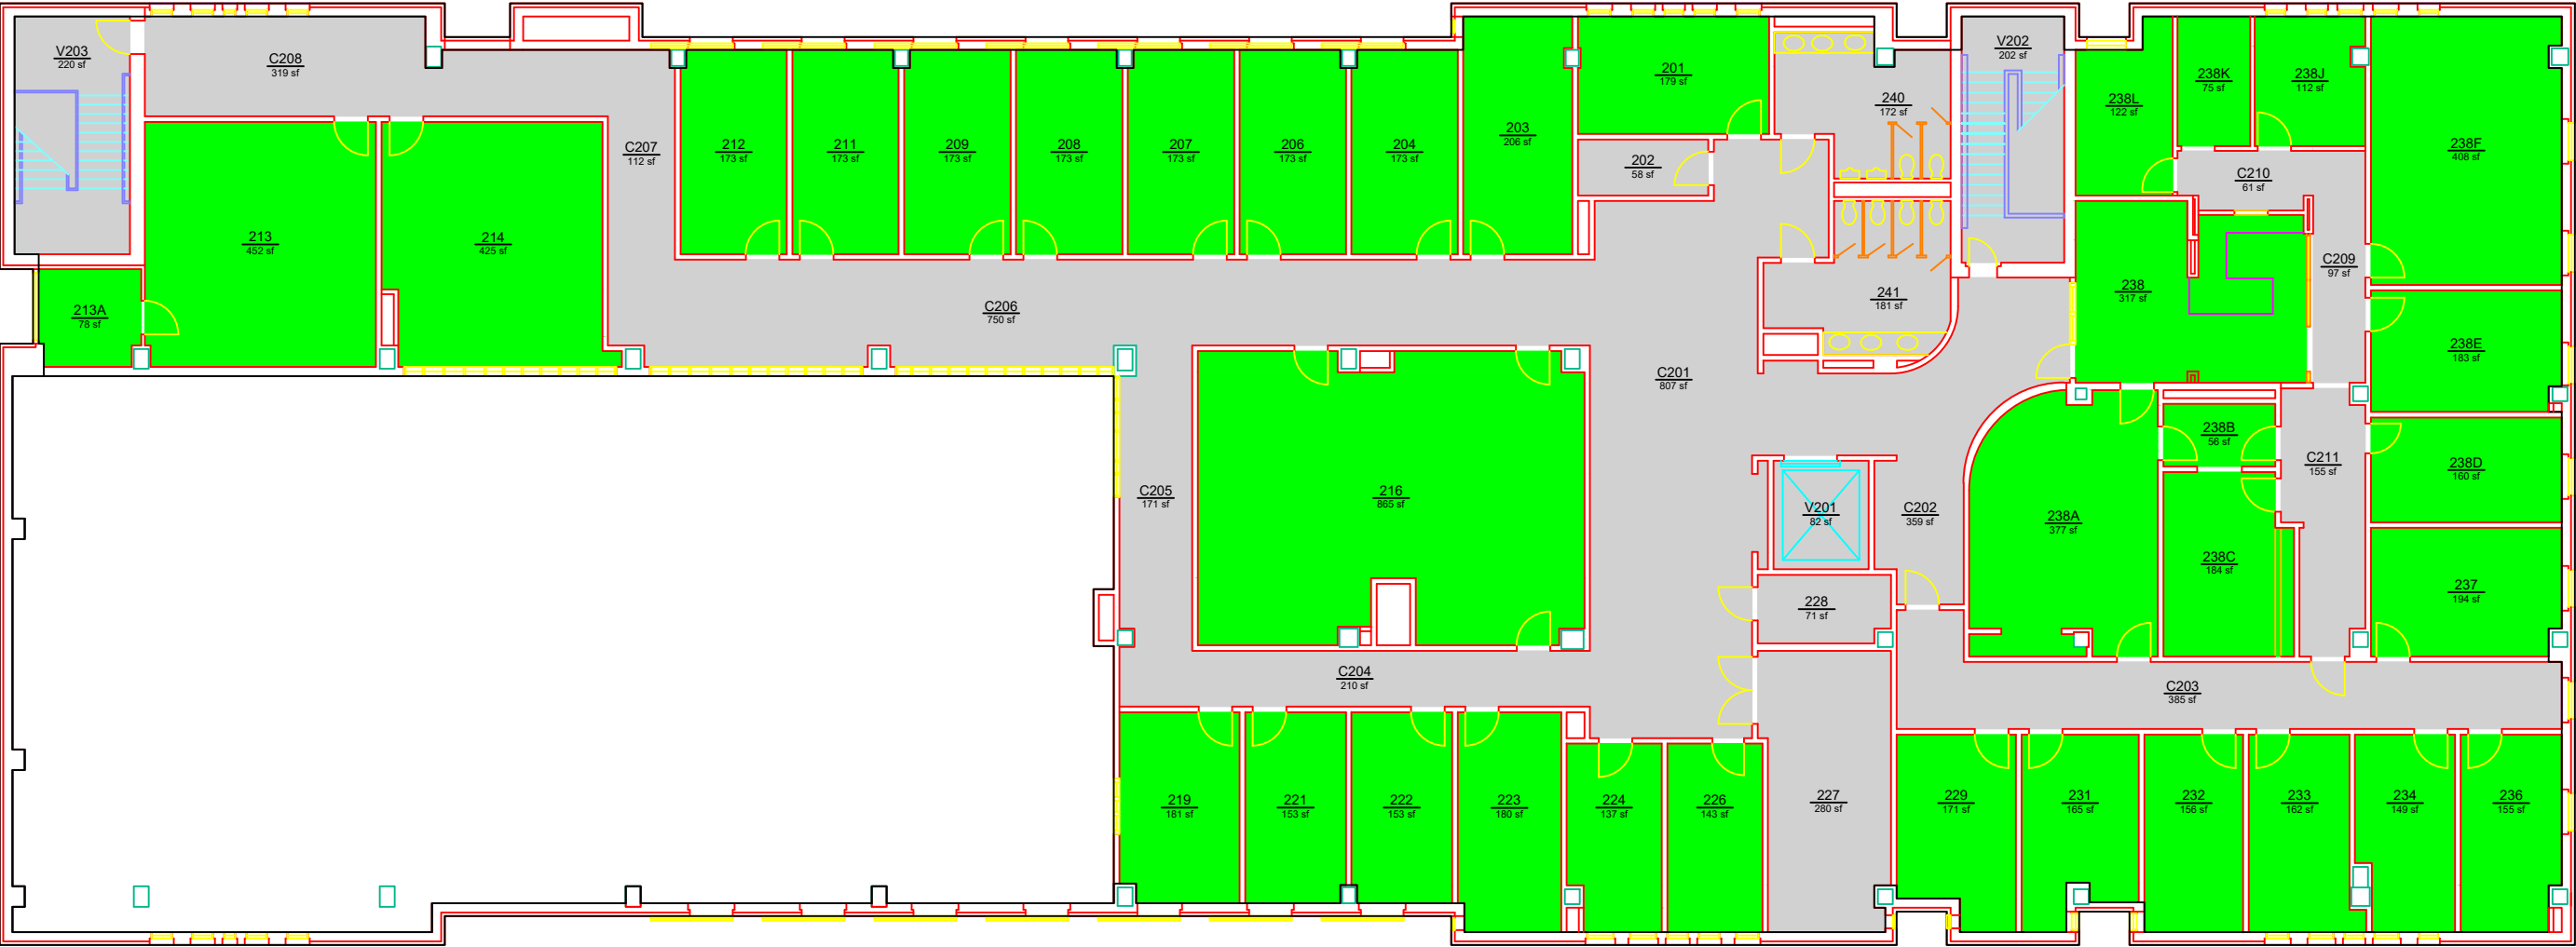 V203
220 sf
C208
319 sf
C207
112 sf
212
173 sf
211
173 sf
209
173 sf
208
173 sf
207
173 sf
206
173 sf
204
173 sf
203
206 sf
201
179 sf
202
58 sf
240
172 sf
V202
202 sf
238L
122 sf
238K
75 sf
238J
112 sf
238F
408 sf
C210
61 sf
213
452 sf
214
425 sf
213A
78 sf
C206
750 sf
241
181 sf
238
317 sf
C209
97 sf
238E
183 sf
C201
807 sf
C205
171 sf
216
865 sf
V201
82 sf
C202
359 sf
238A
377 sf
238B
56 sf
C211
155 sf
238D
160 sf
238C
184 sf
237
194 sf
228
71 sf
C204
210 sf
C203
385 sf
219
181 sf
221
153 sf
222
153 sf
223
180 sf
224
137 sf
226
143 sf
227
280 sf
229
171 sf
231
165 sf
232
156 sf
233
162 sf
234
149 sf
236
155 sf